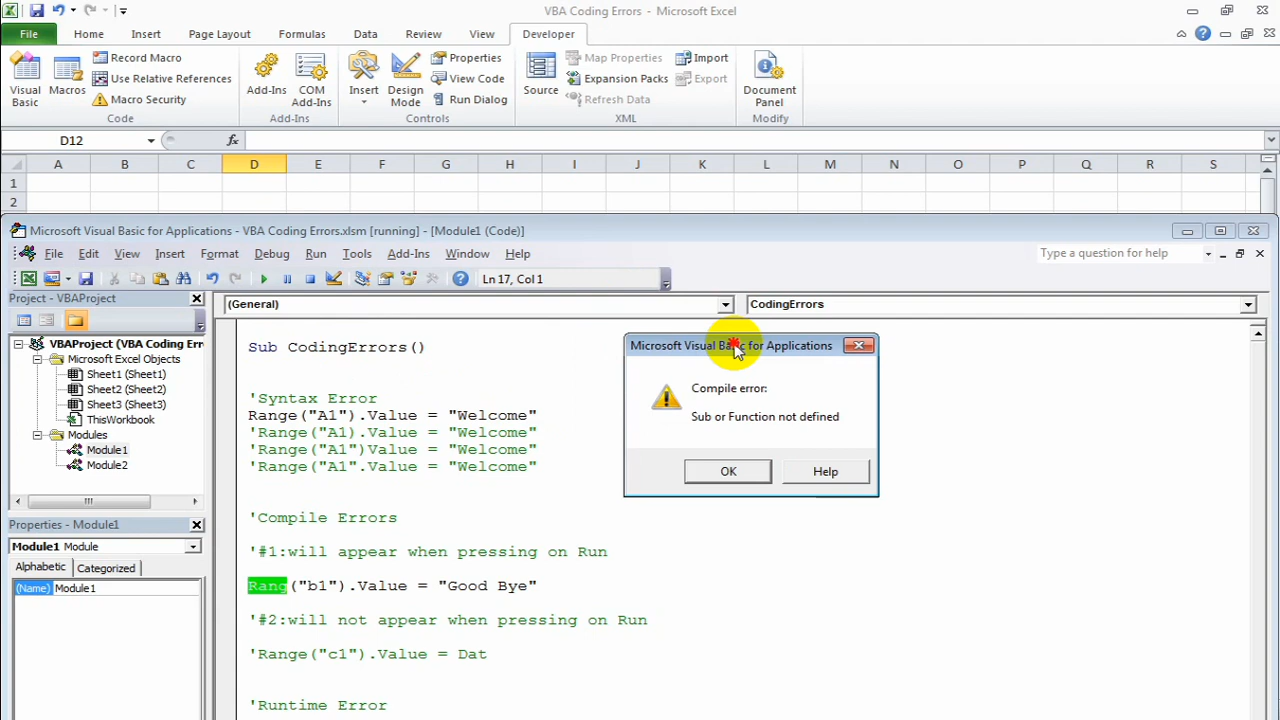 VBA Coding Errors - Microsoft Excel
File Home Insert Page Layout Formulas Data Review View Developer
Visual Basic
Macros
Record Macro
Use Relative References
Macro Security
Code
Add-Ins
COM Add-Ins
Add-Ins
Insert
Design Mode
Properties
View Code
Run Dialog
Controls
Source
Map Properties
Expansion Packs
Refresh Data
Import
Export
XML
Document Panel
Modify
D12 fx
A B C D E F G H I J K L M N O P Q R S
1
2
Microsoft Visual Basic for Applications - VBA Coding Errors.xlsm [running] - [Module1 (Code)]
File Edit View Insert Format Debug Run Tools Add-Ins Window Help Type a question for help
Ln 17, Col 1
Project - VBAProject
VBAProject (VBA Coding Err
Microsoft Excel Objects
Sheet1 (Sheet1)
Sheet2 (Sheet2)
Sheet3 (Sheet3)
ThisWorkbook
Modules
Module1
Module2
Properties - Module1
Module1 Module
Alphabetic Categorized
(Name) Module1
(General) CodingErrors
Sub CodingErrors()
'Syntax Error
Range("A1").Value = "Welcome"
'Range("A1).Value = "Welcome"
'Range("A1")Value = "Welcome"
'Range("A1".Value = "Welcome"
'Compile Errors
'#1:will appear when pressing on Run
Rang("b1").Value = "Good Bye"
'#2:will not appear when pressing on Run
'Range("c1").Value = Dat
'Runtime Error
Microsoft Visual Basic for Applications
Compile error:
Sub or Function not defined
OK Help